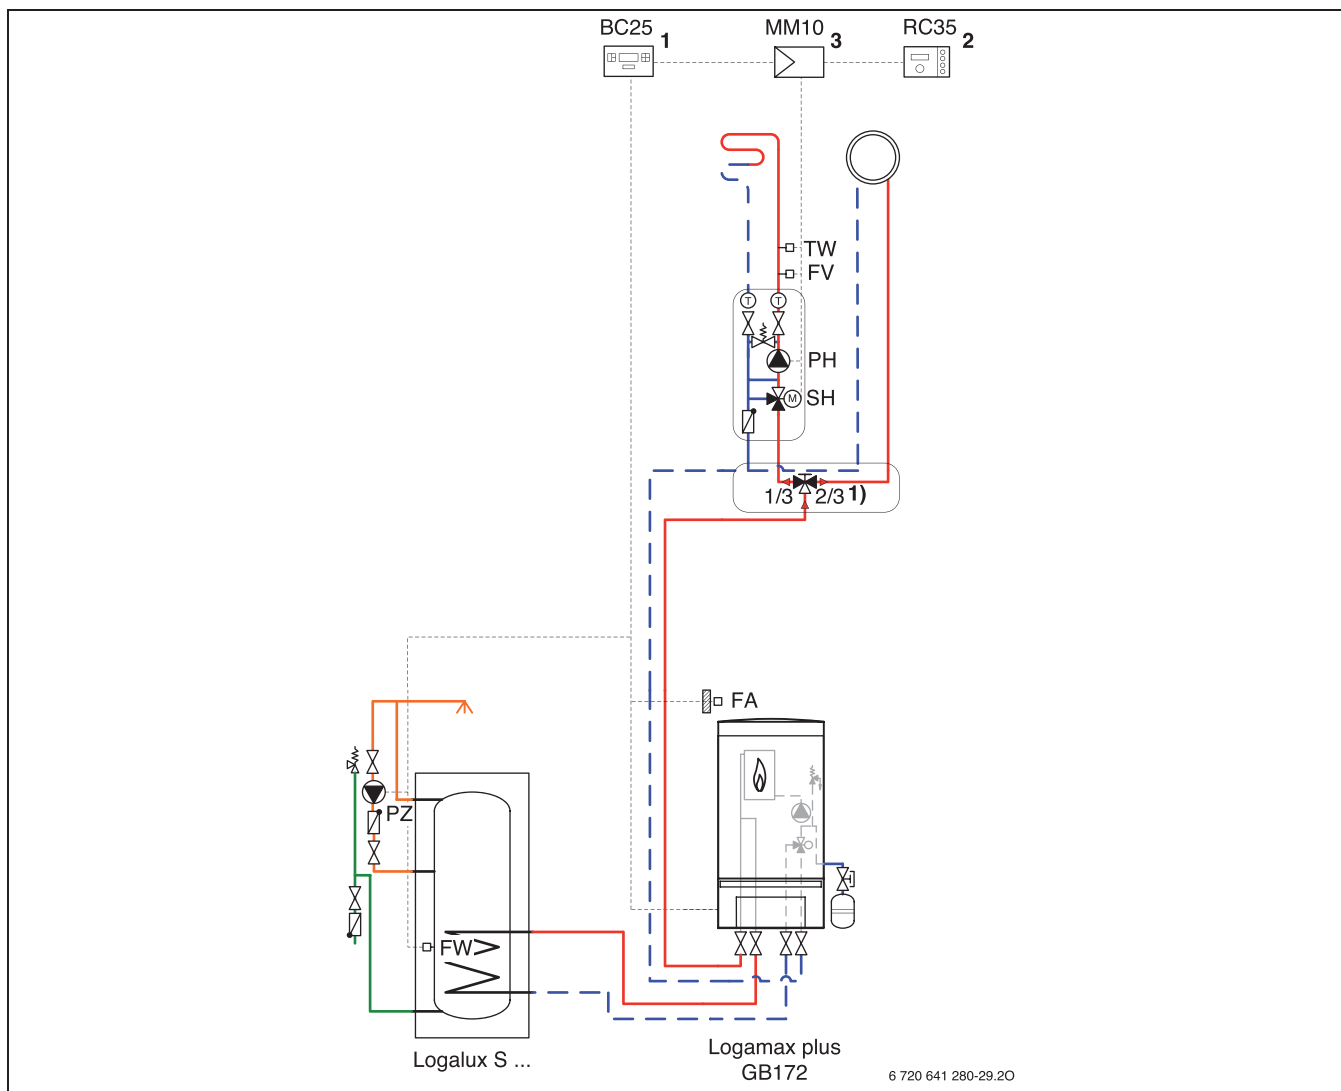 BC25 1
MM10 3
RC35 2
TW
FV
T T
PH
M SH
1/3 2/3 1)
FA
PZ
FW
Logalux S ...
Logamax plus
GB172
6 720 641 280-29.2O